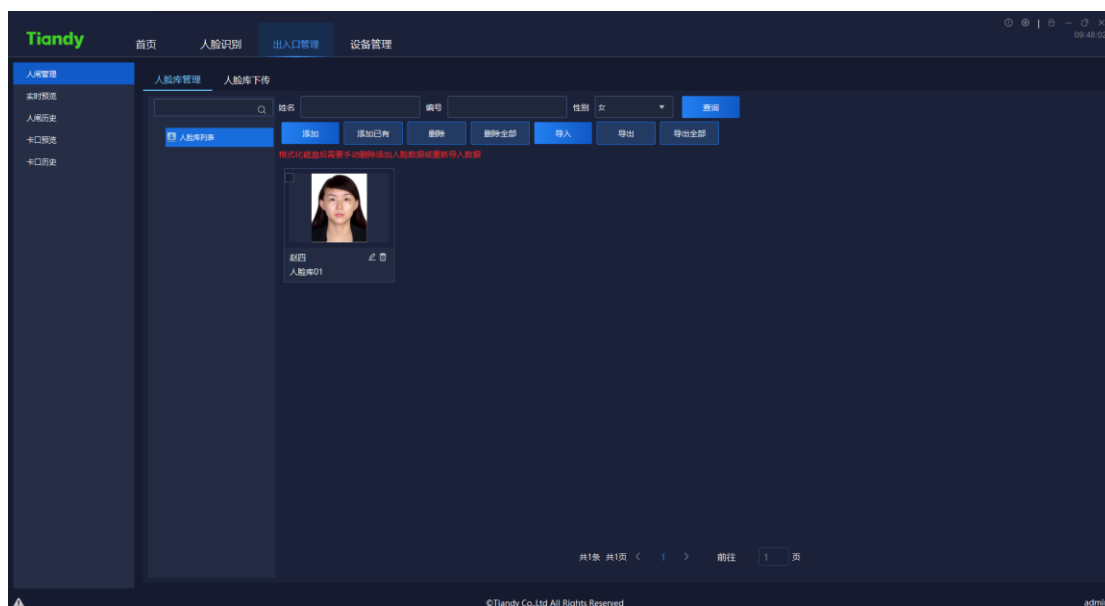 09:48:02
Tiandy 首页 人脸识别 出入口管理 设备管理
人闸管理
实时预览
人闸历史
卡口预览
卡口历史
人脸库管理 人脸库下传
姓名 编号 性别 女 查询
人脸库列表
添加 添加已有 删除 删除全部 导入 导出 导出全部
格式化磁盘后需要手动删除添加人脸数据或重新导入数据
赵四
人脸库01
共1条 共1页 < 1 > 前往 1 页
©Tiandy Co.,Ltd All Rights Reserved
admin